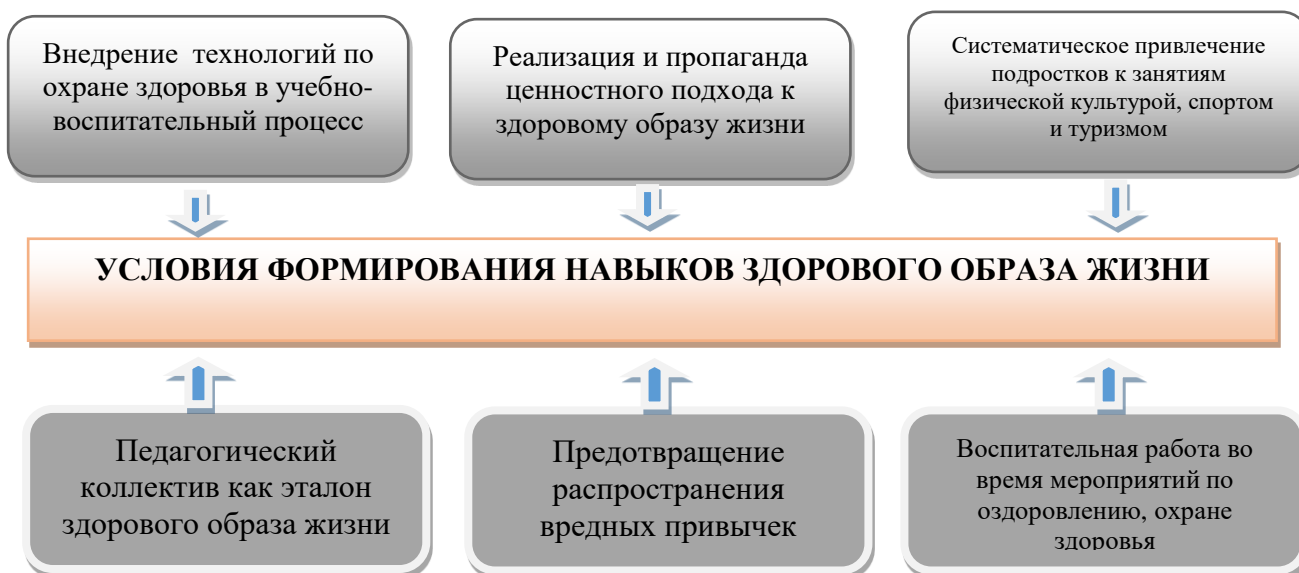 Внедрение технологий по
охране здоровья в учебно-
воспитательный процесс
Реализация и пропаганда
ценностного подхода к
здоровому образу жизни
Систематическое привлечение
подростков к занятиям
физической культурой, спортом
и туризмом
УСЛОВИЯ ФОРМИРОВАНИЯ НАВЫКОВ ЗДОРОВОГО ОБРАЗА ЖИЗНИ
Педагогический
коллектив как эталон
здорового образа жизни
Предотвращение
распространения
вредных привычек
Воспитательная работа во
время мероприятий по
оздоровлению, охране
здоровья